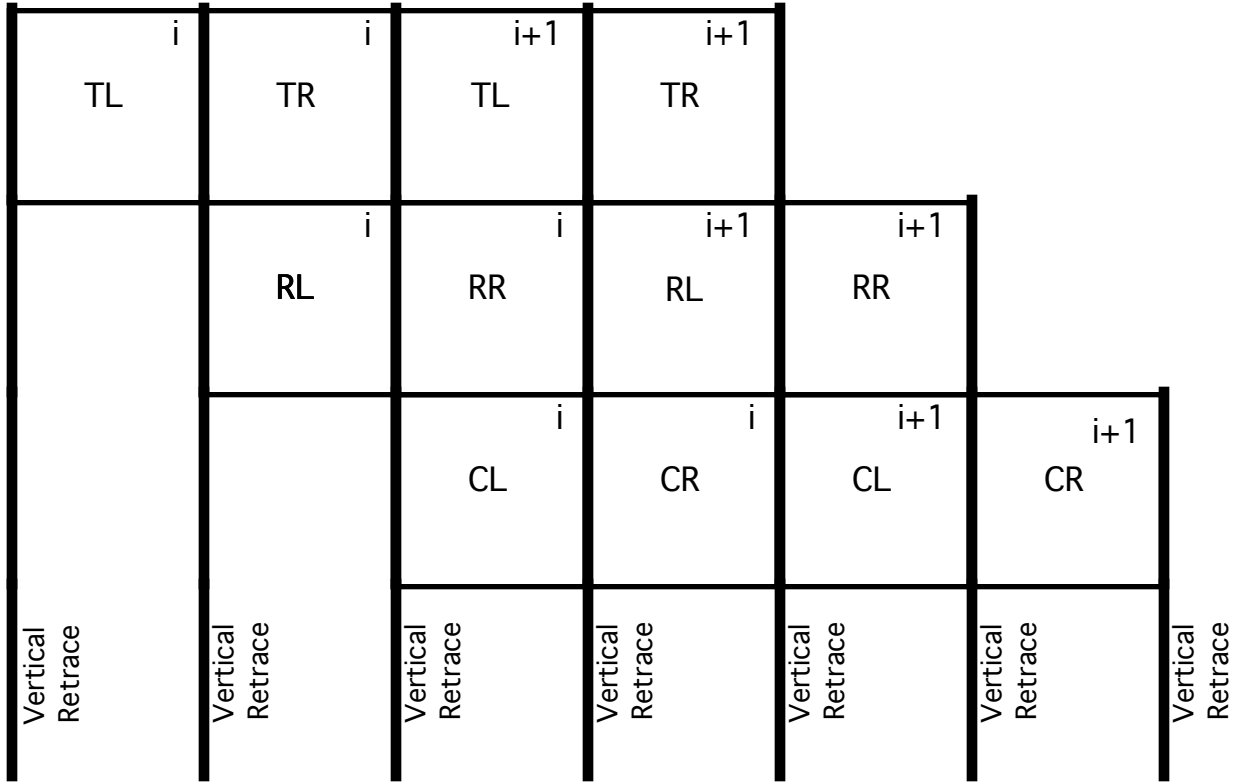 i i i+1 i+1
TL TR TL TR
i i i+1 i+1
RL RR RL RR
i i i+1 i+1
CL CR CL CR
Vertical
Retrace
Vertical
Retrace
Vertical
Retrace
Vertical
Retrace
Vertical
Retrace
Vertical
Retrace
Vertical
Retrace